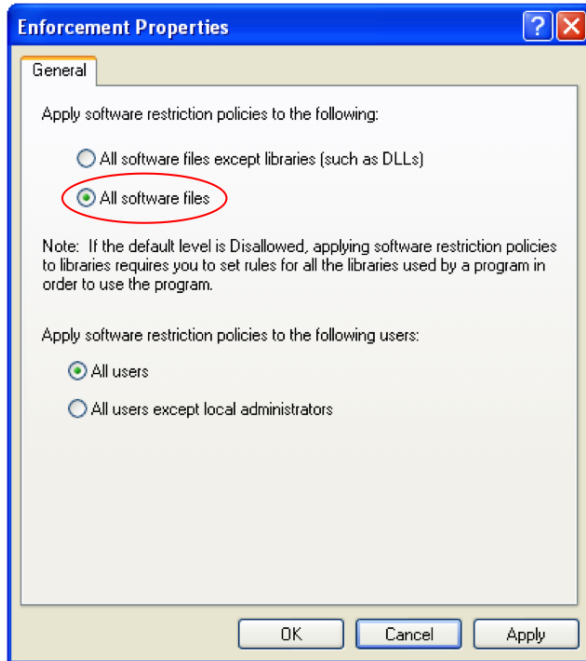 Enforcement Properties
General
Apply software restriction policies to the following:
All software files except libraries (such as DLLs)
All software files
Note: If the default level is Disallowed, applying software restriction policies
to libraries requires you to set rules for all the libraries used by a program in
order to use the program.
Apply software restriction policies to the following users:
All users
All users except local administrators
OK Cancel Apply